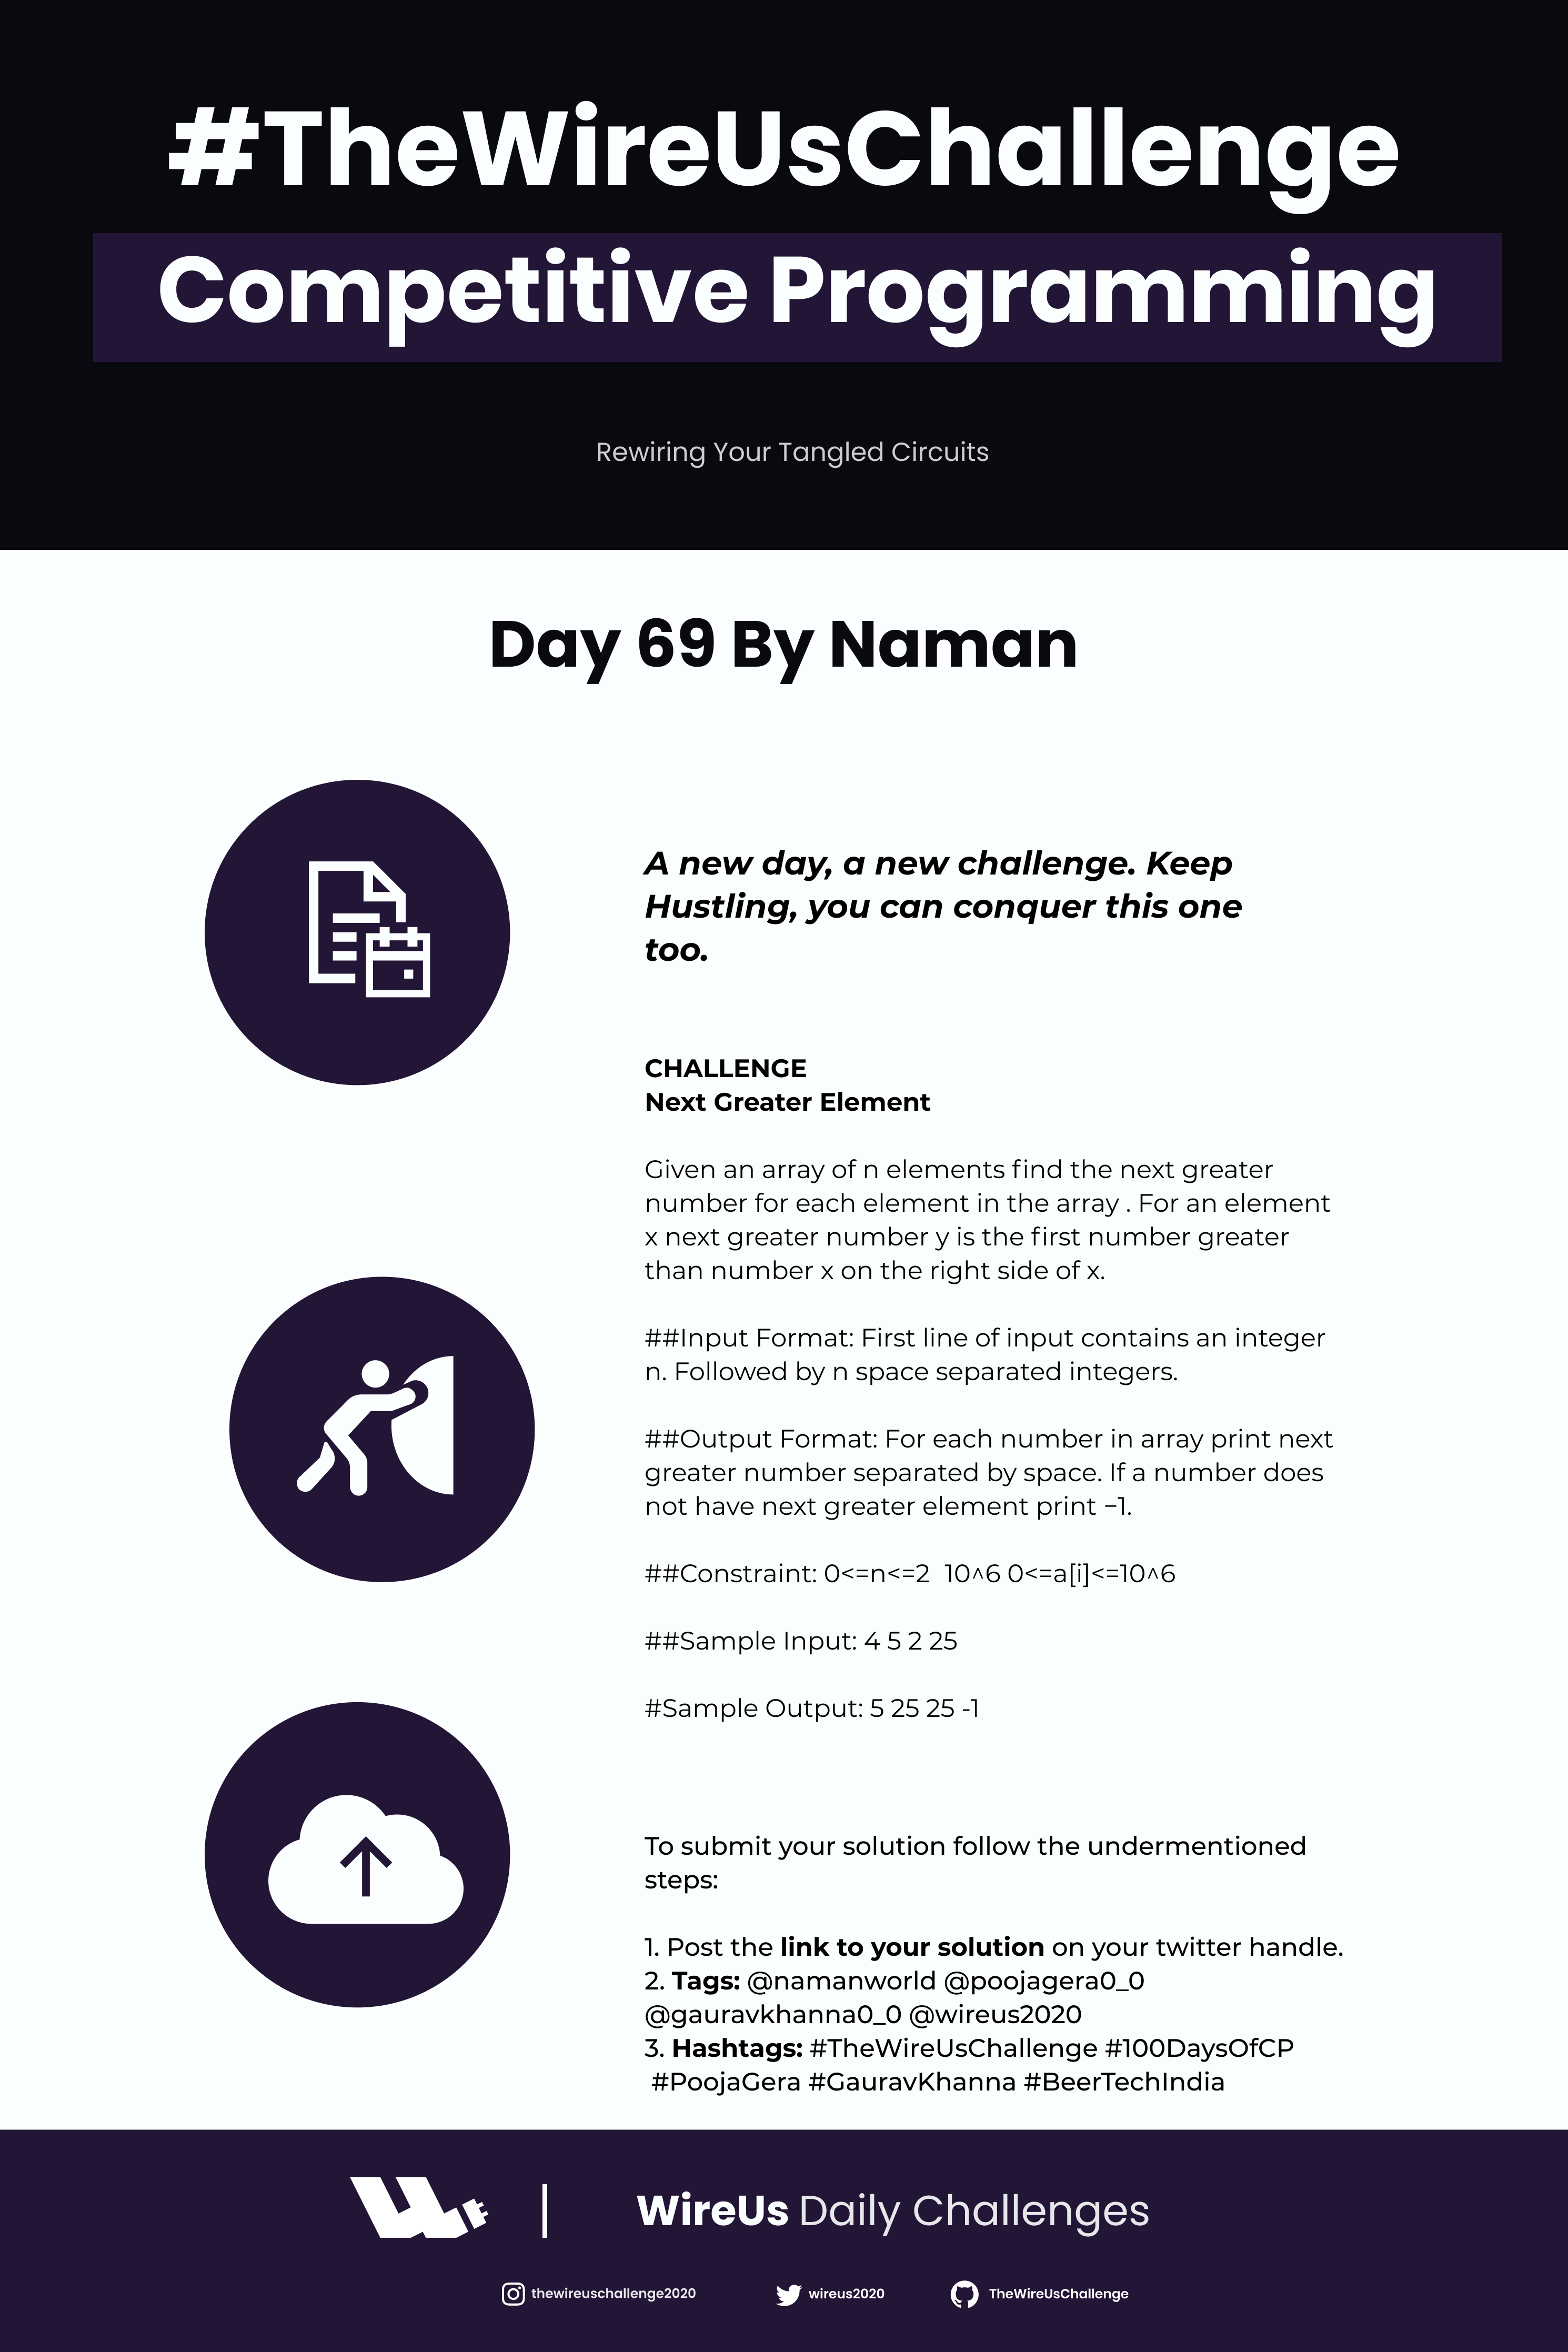 #TheWireUsChallenge
Competitive Programming
Rewiring Your Tangled Circuits
Day 69 By Naman
A new day, a new challenge. Keep
Hustling, you can conquer this one
too.
CHALLENGE
Next Greater Element
Given an array of n elements find the next greater
number for each element in the array . For an element
x next greater number y is the first number greater
than number x on the right side of x.
##Input Format: First line of input contains an integer
n. Followed by n space separated integers.
##Output Format: For each number in array print next
greater number separated by space. If a number does
not have next greater element print −1.
##Constraint: 0<=n<=2  10^6 0<=a[i]<=10^6
##Sample Input: 4 5 2 25
#Sample Output: 5 25 25 -1
To submit your solution follow the undermentioned
steps:
1. Post the link to your solution on your twitter handle.
2. Tags: @namanworld @poojagera0_0
@gauravkhanna0_0 @wireus2020
3. Hashtags: #TheWireUsChallenge #100DaysOfCP
#PoojaGera #GauravKhanna #BeerTechIndia
WireUs Daily Challenges
thewireuschallenge2020 wireus2020 TheWireUsChallenge